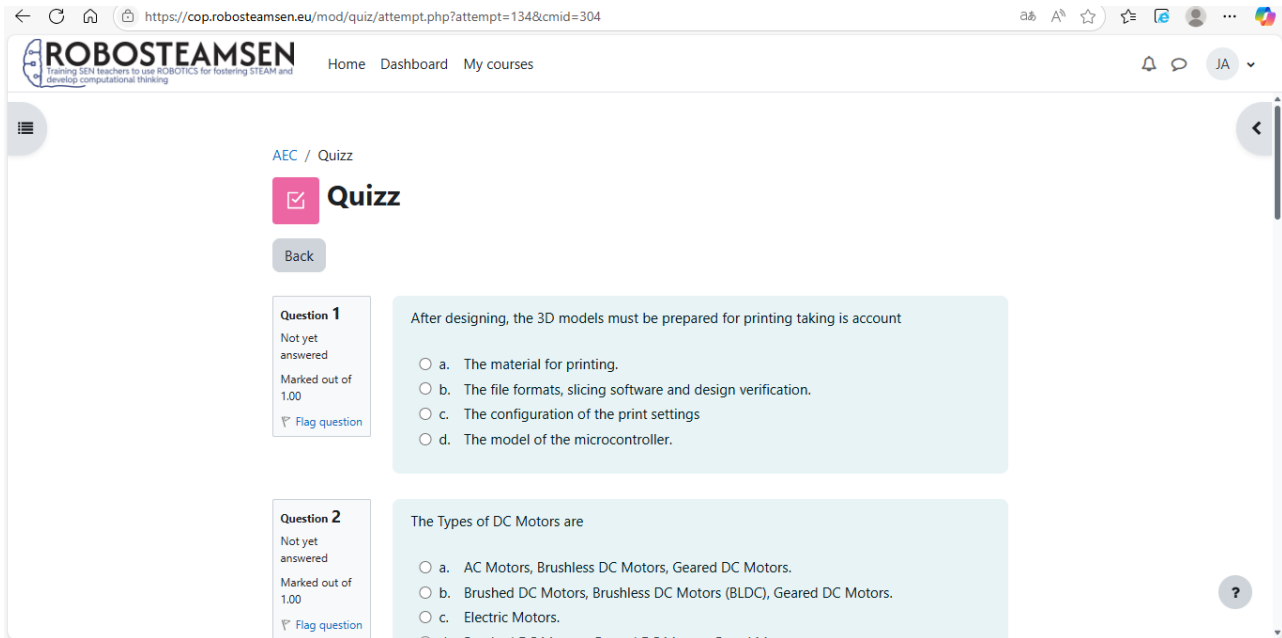 https://cop.robosteamsen.eu/mod/quiz/attempt.php?attempt=134&cmid=304
ROBOSTEAMSEN
Training SEN teachers to use ROBOTICS for fostering STEAM and
develop computational thinking
Home Dashboard My courses
JA
AEC / Quizz
Quizz
Back
Question 1
Not yet
answered
Marked out of
1.00
Flag question
After designing, the 3D models must be prepared for printing taking is account
a. The material for printing.
b. The file formats, slicing software and design verification.
c. The configuration of the print settings
d. The model of the microcontroller.
Question 2
Not yet
answered
Marked out of
1.00
Flag question
The Types of DC Motors are
a. AC Motors, Brushless DC Motors, Geared DC Motors.
b. Brushed DC Motors, Brushless DC Motors (BLDC), Geared DC Motors.
c. Electric Motors.
?